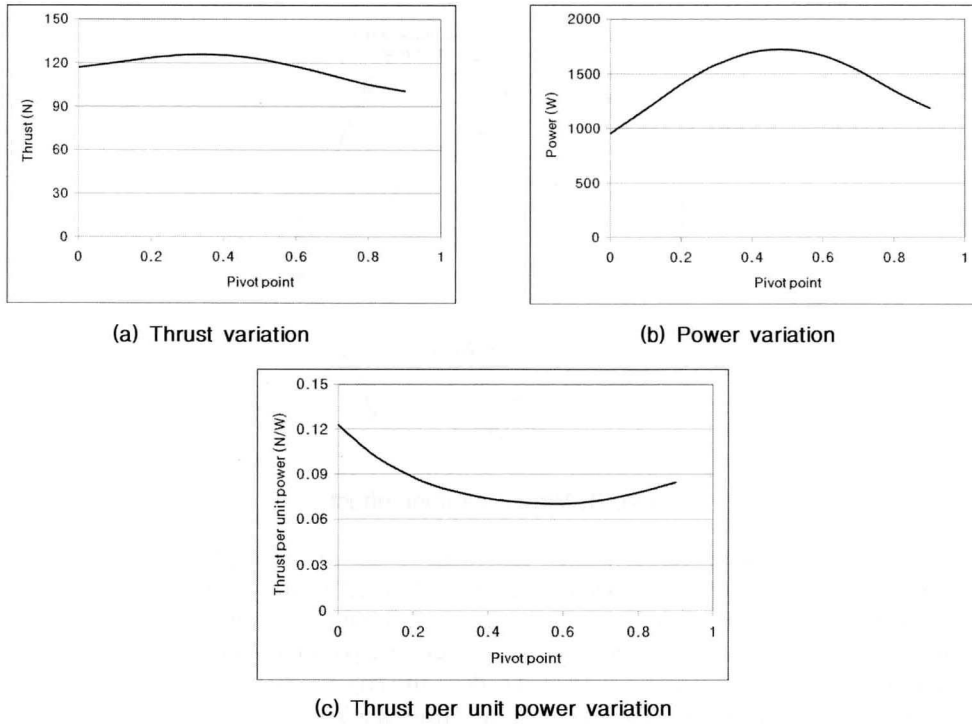 150
120
90
60
30
0
Thrust (N)
0 0.2 0.4 0.6 0.8 1
Pivot point
(a) Thrust variation
2000
1500
1000
500
0
Power (W)
0 0.2 0.4 0.6 0.8 1
Pivot point
(b) Power variation
0.15
0.12
0.09
0.06
0.03
0
Thrust per unit power (N/W)
0 0.2 0.4 0.6 0.8 1
Pivot point
(c) Thrust per unit power variation